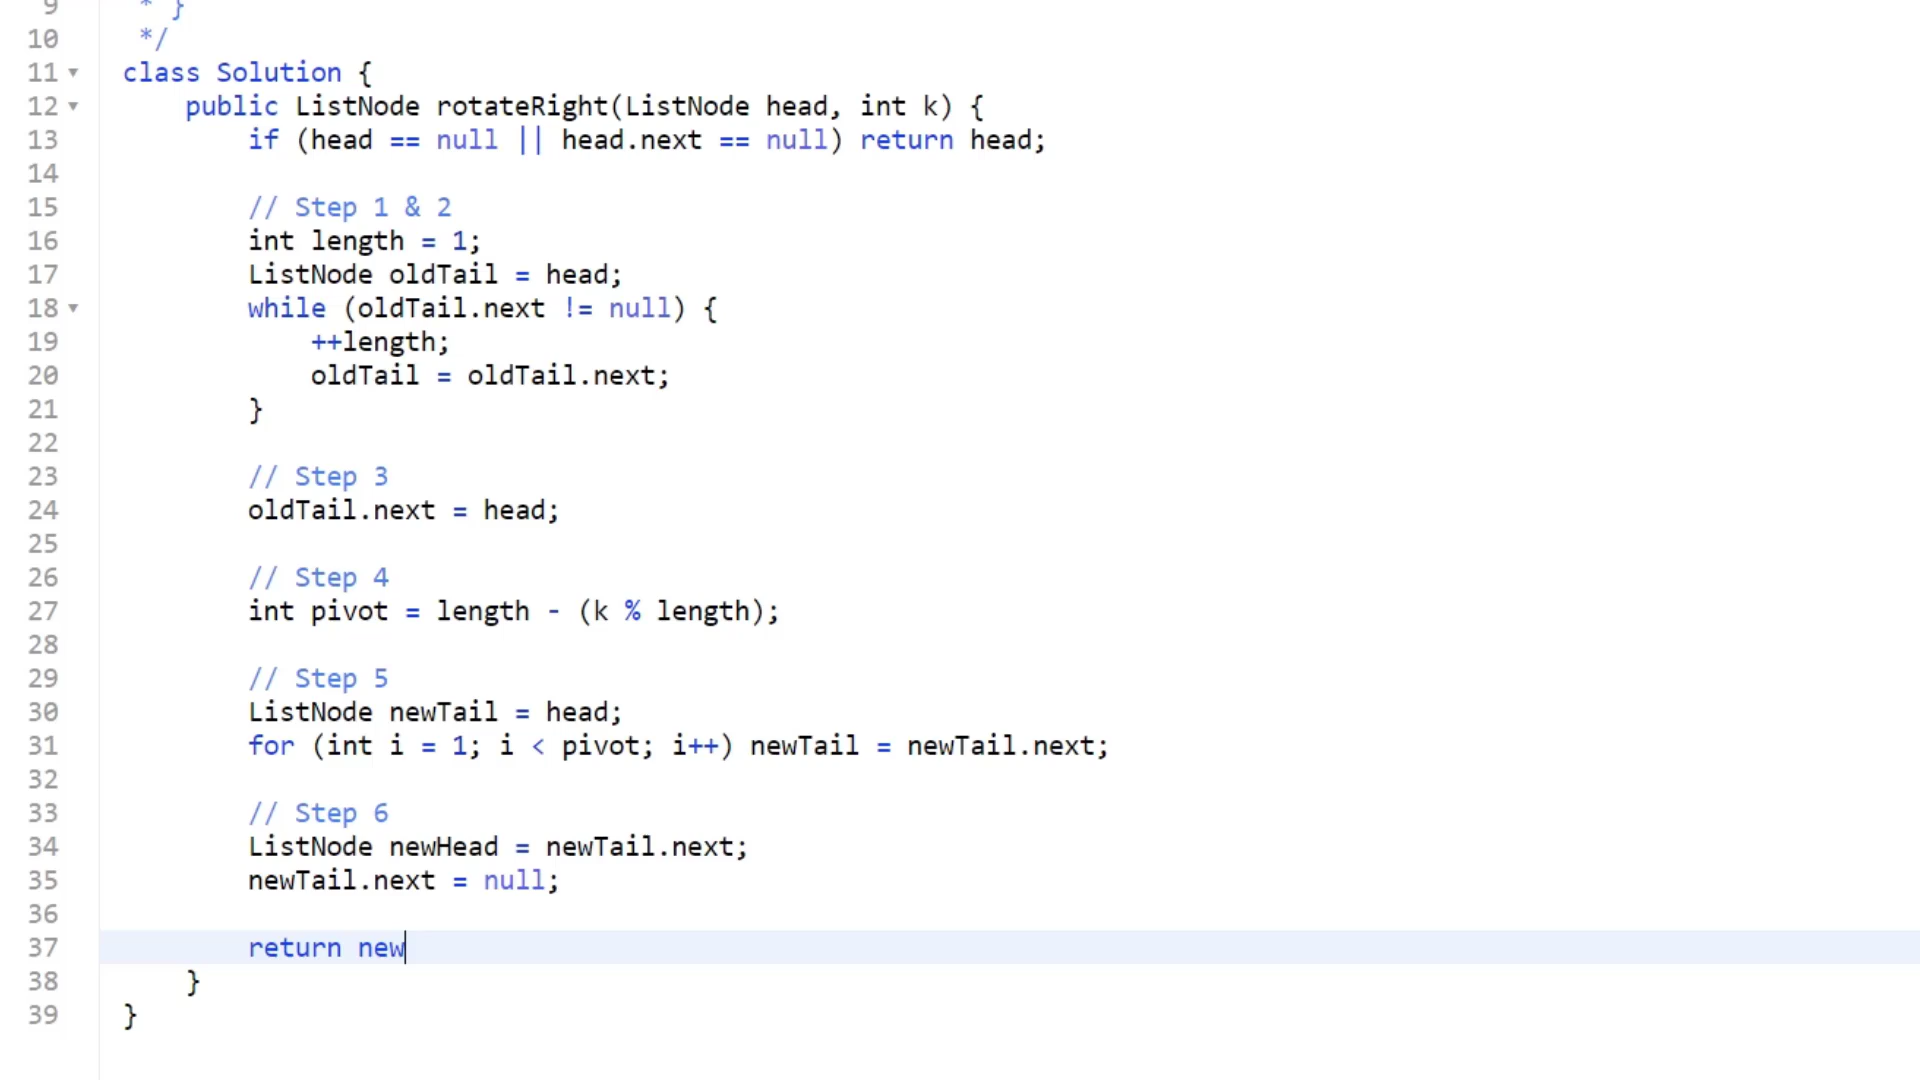 9 * }
10 */
11 class Solution {
12 public ListNode rotateRight(ListNode head, int k) {
13 if (head == null || head.next == null) return head;
14
15 // Step 1 & 2
16 int length = 1;
17 ListNode oldTail = head;
18 while (oldTail.next != null) {
19 ++length;
20 oldTail = oldTail.next;
21 }
22
23 // Step 3
24 oldTail.next = head;
25
26 // Step 4
27 int pivot = length - (k % length);
28
29 // Step 5
30 ListNode newTail = head;
31 for (int i = 1; i < pivot; i++) newTail = newTail.next;
32
33 // Step 6
34 ListNode newHead = newTail.next;
35 newTail.next = null;
36
37 return new
38 }
39 }